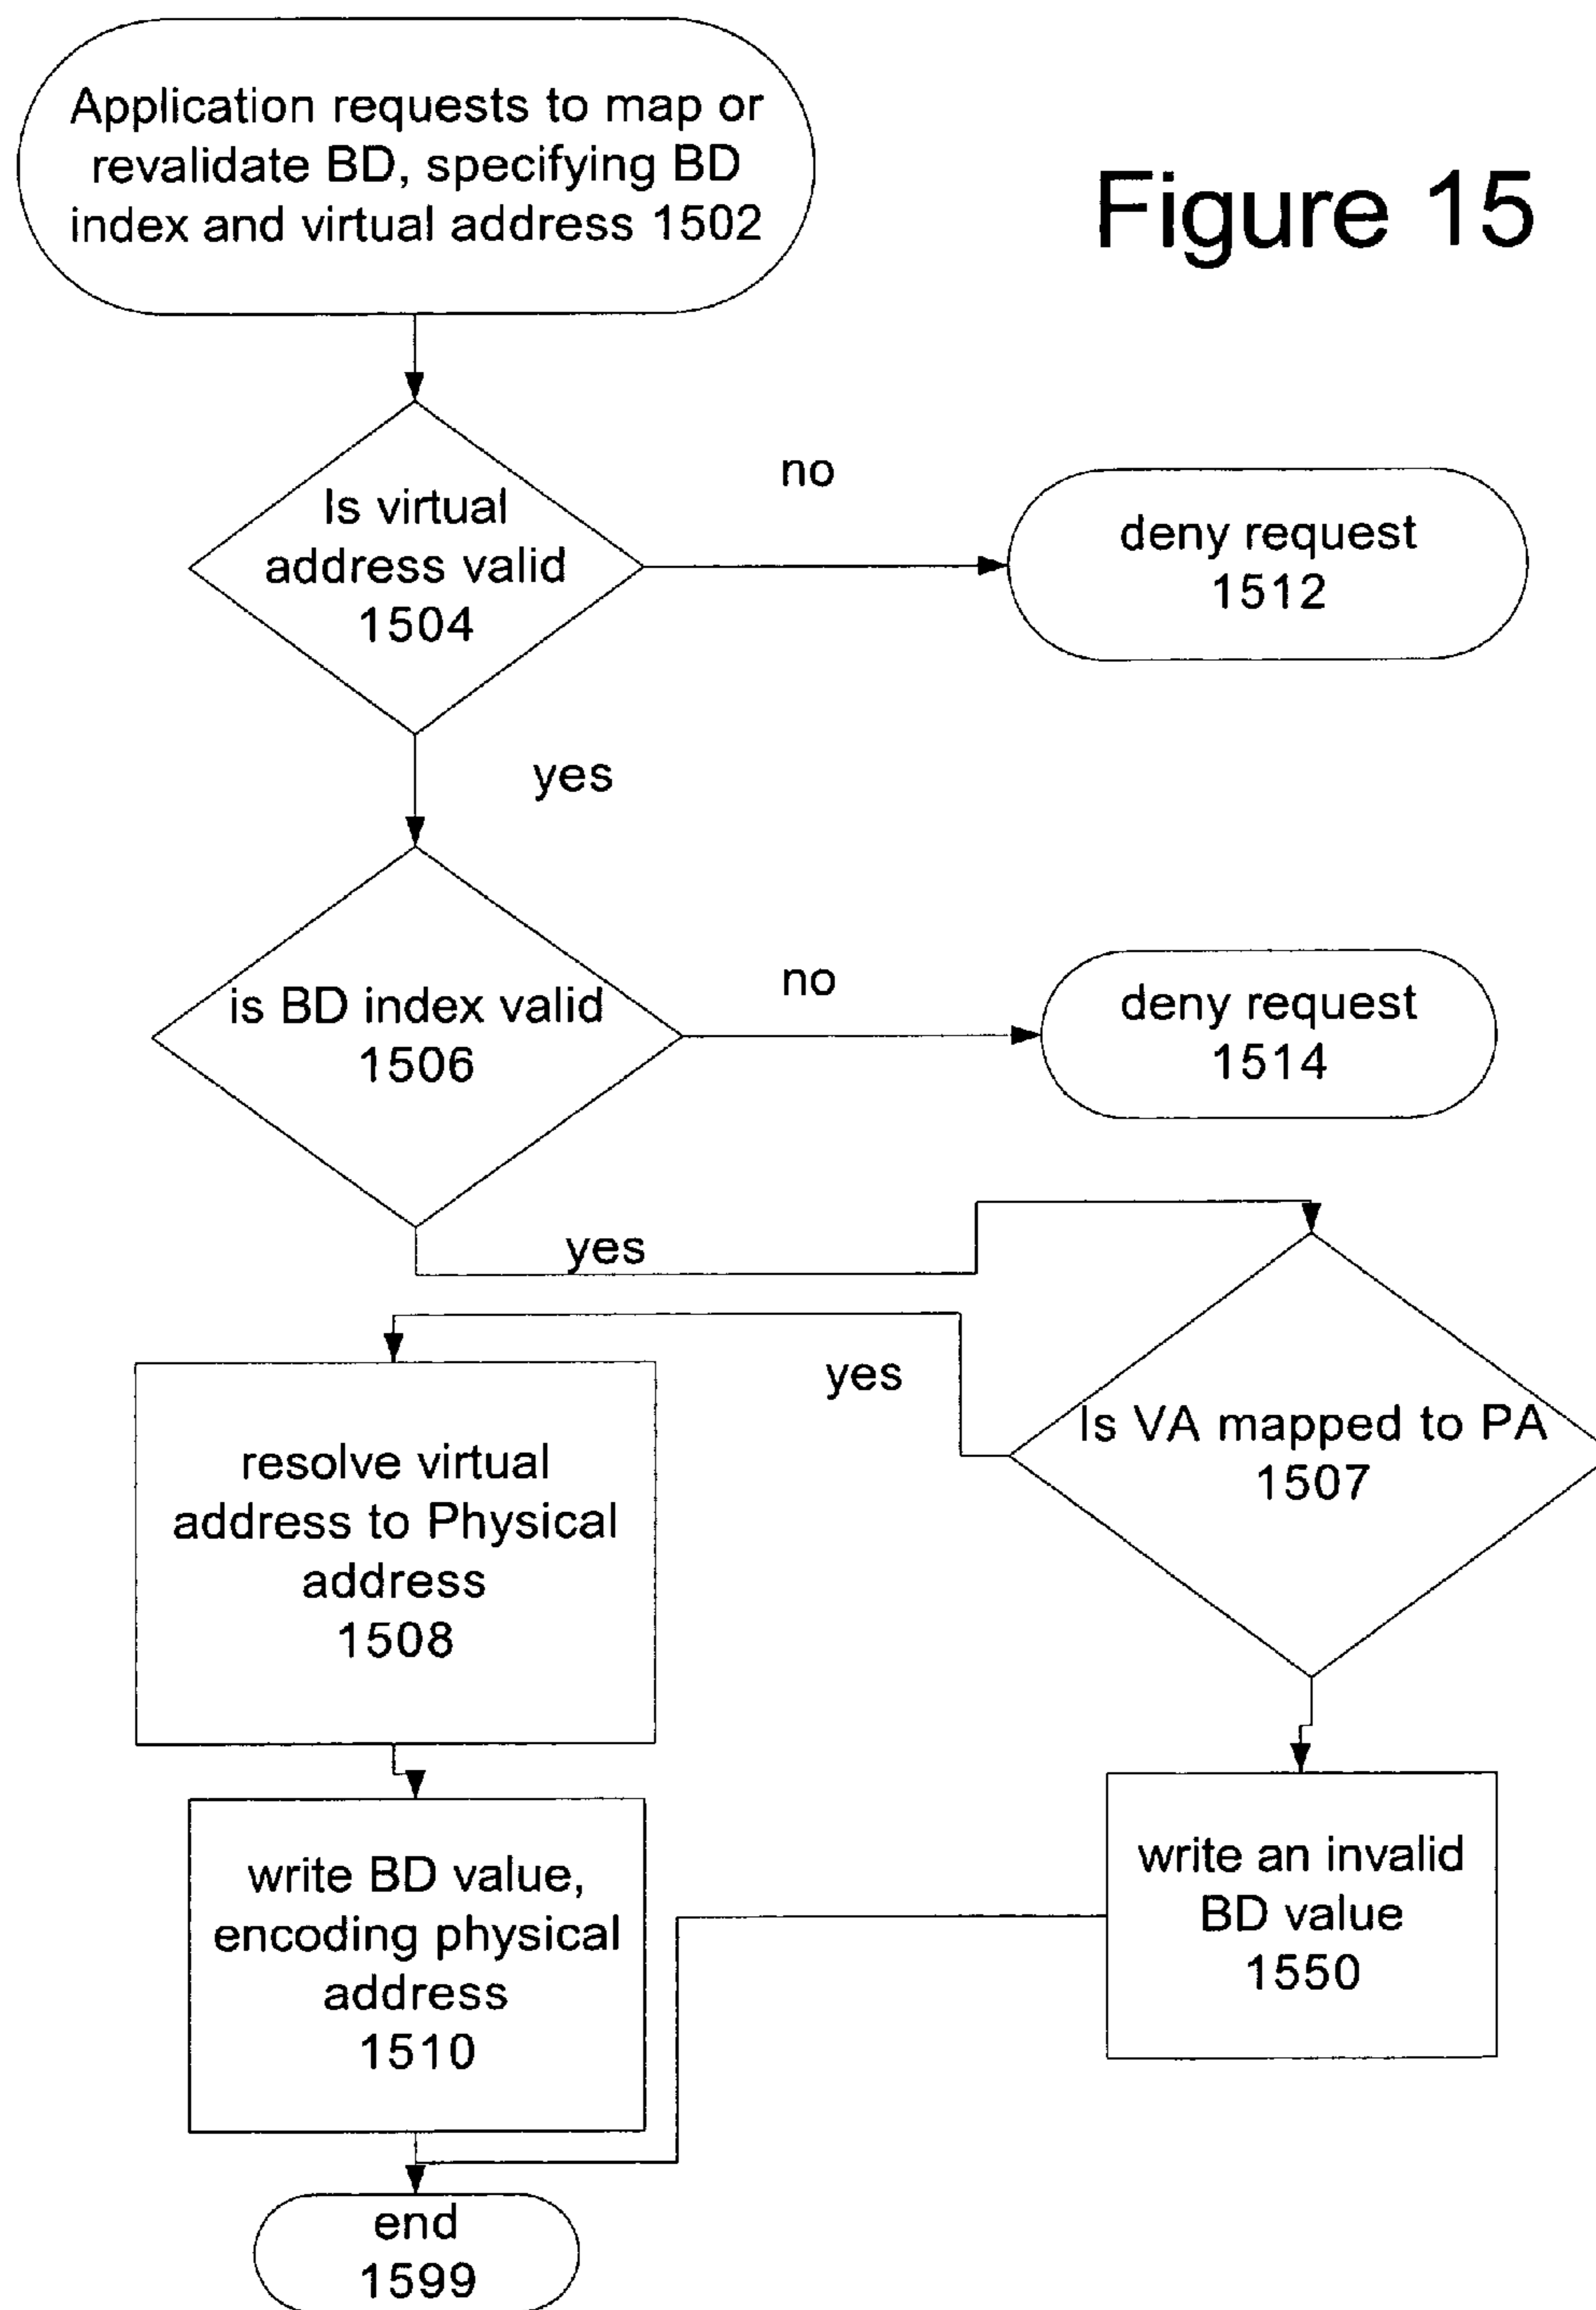 Application requests to map or
revalidate BD, specifying BD
index and virtual address 1502
Figure 15
Is virtual
address valid
1504
no
deny request
1512
yes
is BD index valid
1506
no
deny request
1514
yes
Is VA mapped to PA
1507
yes
resolve virtual
address to Physical
address
1508
write BD value,
encoding physical
address
1510
write an invalid
BD value
1550
end
1599